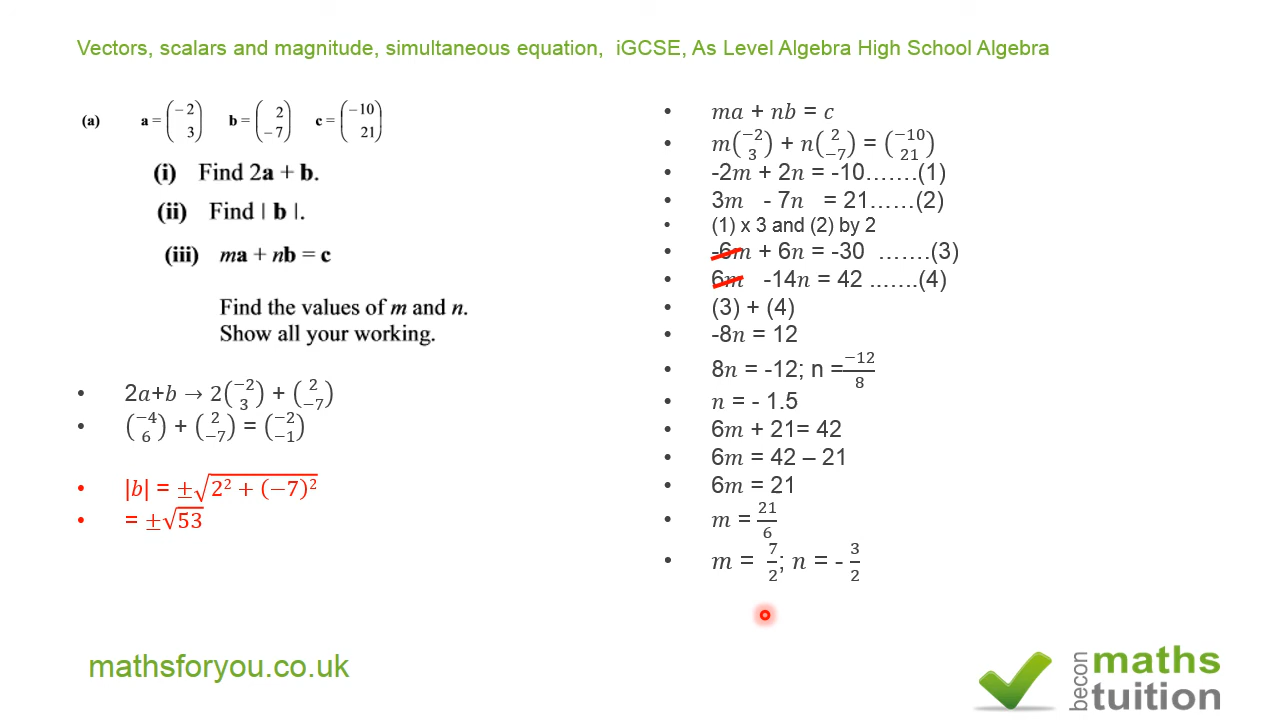 Vectors, scalars and magnitude, simultaneous equation, iGCSE, As Level Algebra High School Algebra
(a) a = (−2 3) b = (2 −7) c = (−10 21)
(i) Find 2a + b.
(ii) Find | b |.
(iii) ma + nb = c
Find the values of m and n.
Show all your working.
• 2a+b → 2(−2 3) + (2 −7)
• (−4 6) + (2 −7) = (−2 −1)
• |b| = ±√(2² + (−7)²)
• = ±√53
• ma + nb = c
• m(−2 3) + n(2 −7) = (−10 21)
• -2m + 2n = -10…….(1)
• 3m - 7n = 21……(2)
• (1) x 3 and (2) by 2
• -6m + 6n = -30 …….(3)
• 6m -14n = 42 …….(4)
• (3) + (4)
• -8n = 12
• 8n = -12; n =−12/8
• n = - 1.5
• 6m + 21= 42
• 6m = 42 – 21
• 6m = 21
• m = 21/6
• m = 7/2; n = - 3/2
mathsforyou.co.uk
becon maths tuition